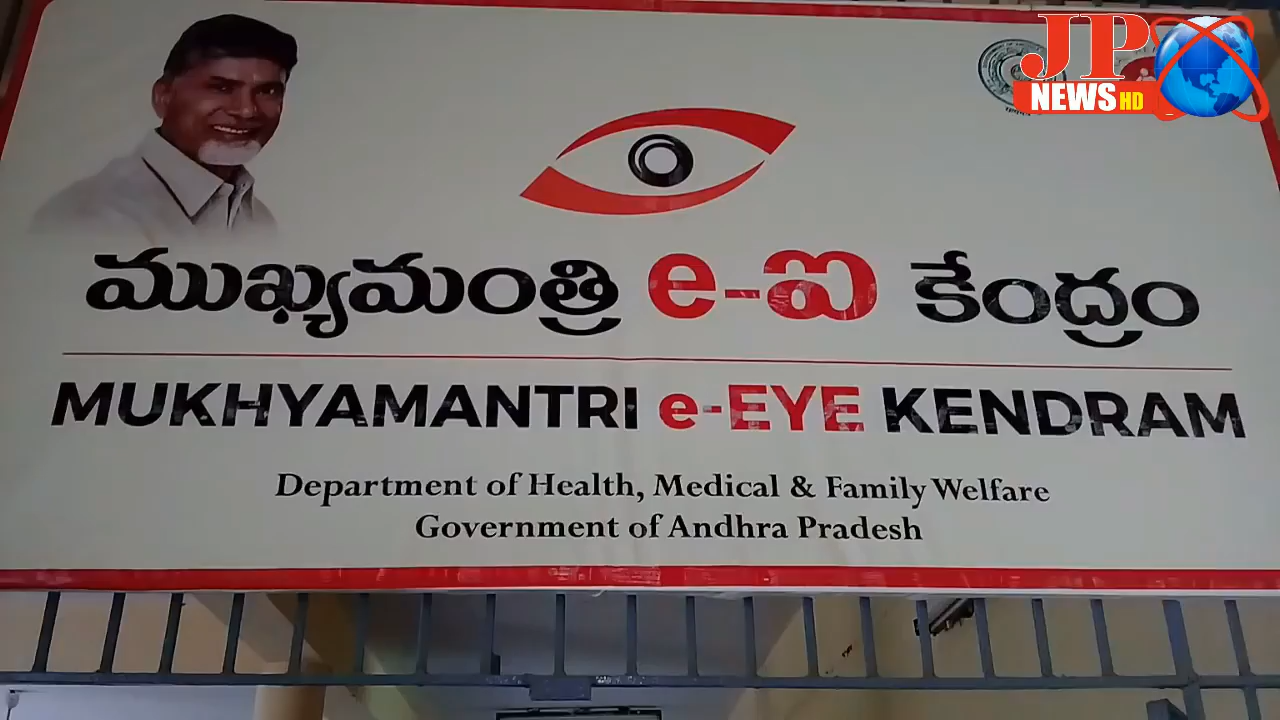 JP
NEWS HD
ముఖ్యమంత్రి e-ఐ కేంద్రం
MUKHYAMANTRI e-EYE KENDRAM
Department of Health, Medical & Family Welfare
Government of Andhra Pradesh